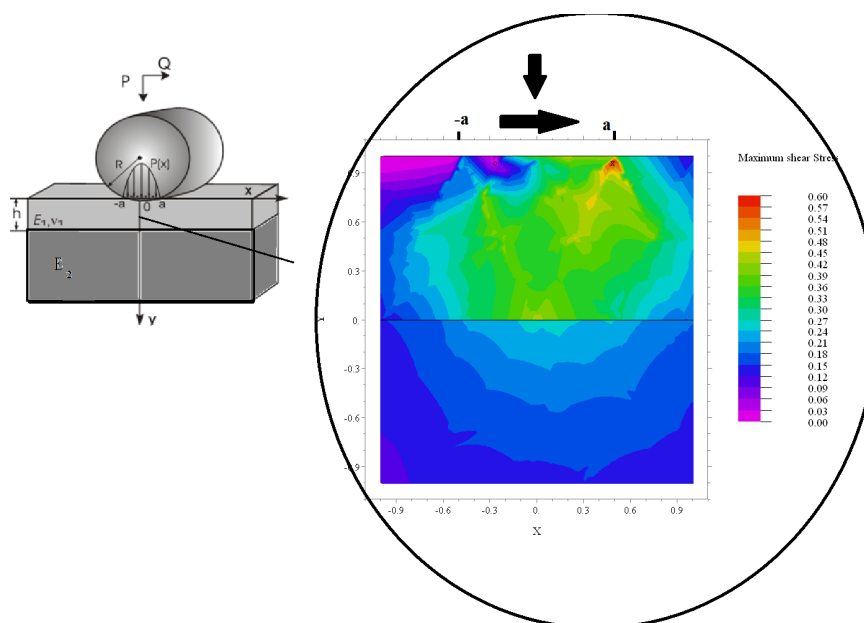 Q
P
-a
a
R
P(x)
x
-a
0
a
h
E₁,ν₁
E₂
y
Maximum shear Stress
0.9
0.6
0.3
0.
-0.3
-0.6
-0.9
Y
-0.9
-0.6
-0.3
0.
0.3
0.6
0.9
X
x
0.60
0.57
0.54
0.51
0.48
0.45
0.42
0.39
0.36
0.33
0.30
0.27
0.24
0.21
0.18
0.15
0.12
0.09
0.06
0.03
0.00